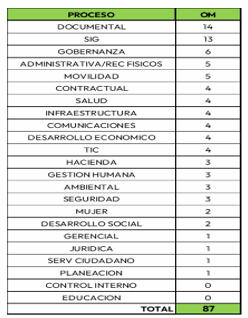 PROCESO OM
DOCUMENTAL 14
SIG 13
GOBERNANZA 6
ADMINISTRATIVA/REC FISICOS 5
MOVILIDAD 5
CONTRACTUAL 4
SALUD 4
INFRAESTRUCTURA 4
COMUNICACIONES 4
DESARROLLO ECONOMICO 4
TIC 4
HACIENDA 3
GESTION HUMANA 3
AMBIENTAL 3
SEGURIDAD 3
MUJER 2
DESARROLLO SOCIAL 2
GERENCIAL 1
JURIDICA 1
SERV CIUDADANO 1
PLANEACION 1
CONTROL INTERNO 0
EDUCACION 0
TOTAL 87